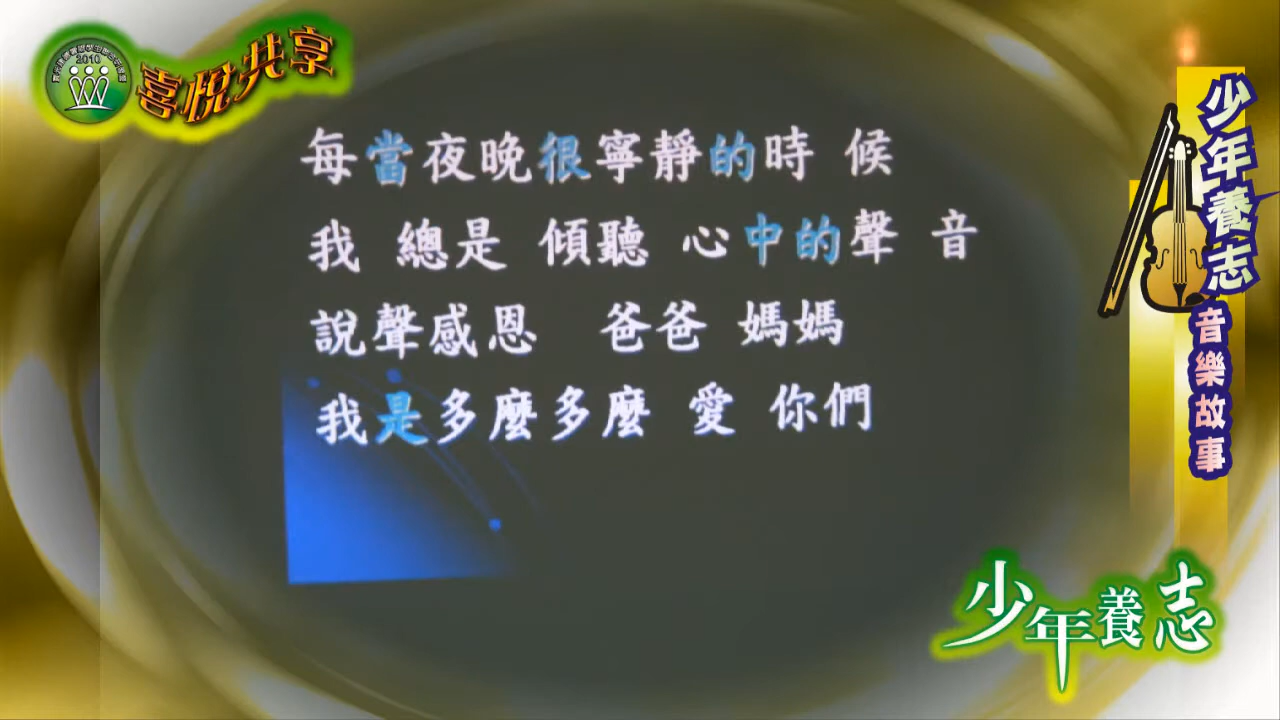 2010
喜悅共享
每當夜晚很寧靜的時 候
我 總是 傾聽 心中的聲 音
說聲感恩 爸爸 媽媽
我是多麼多麼 愛 你們
少年養志
音樂故事
少年養志